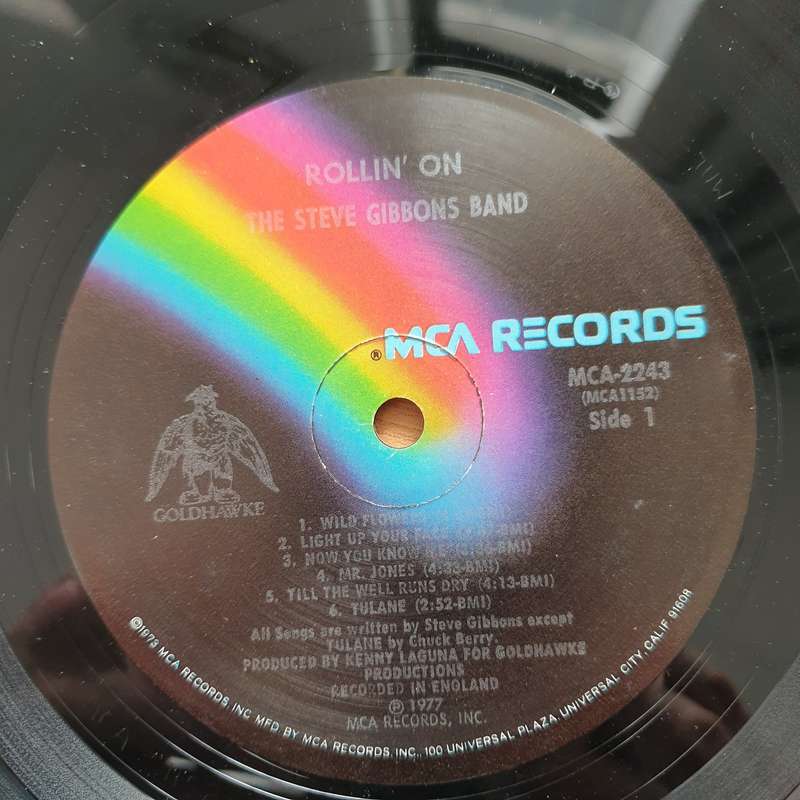 ROLLIN' ON
THE STEVE GIBBONS BAND
® MCA RECORDS
MCA-2243
(MCA1152)
Side 1
GOLDHAWKE
1. WILD FLOWER
2. LIGHT UP YOUR
3. NOW YOU KNOW ME
4. MR. JONES (4:33-BMI)
5. TILL THE WELL RUNS DRY (4:13-BMI)
6. TULANE (2:52-BMI)
All Songs are written by Steve Gibbons except
TULANE by Chuck Berry.
PRODUCED BY KENNY LAGUNA FOR GOLDHAWKE
PRODUCTIONS
RECORDED IN ENGLAND
℗ 1977
MCA RECORDS, INC.
©1973 MCA RECORDS INC MFD BY MCA RECORDS, INC., 100 UNIVERSAL PLAZA, UNIVERSAL CITY, CALIF 91608